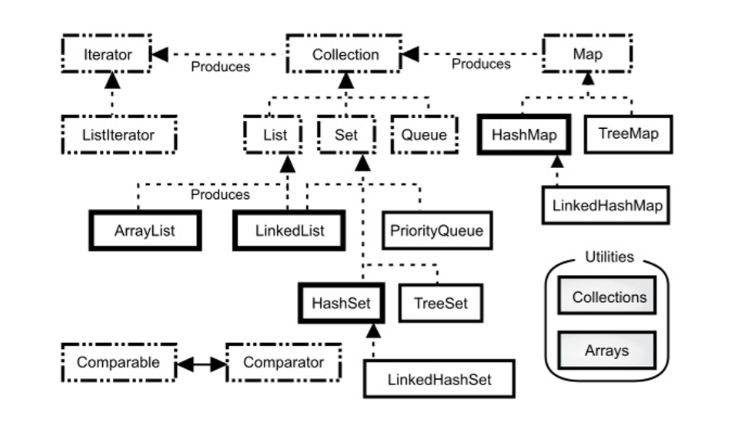 Iterator
Collection
Map
Produces
Produces
ListIterator
List
Set
Queue
HashMap
TreeMap
Produces
ArrayList
LinkedList
PriorityQueue
LinkedHashMap
Utilities
HashSet
TreeSet
Collections
Comparable
Comparator
Arrays
LinkedHashSet